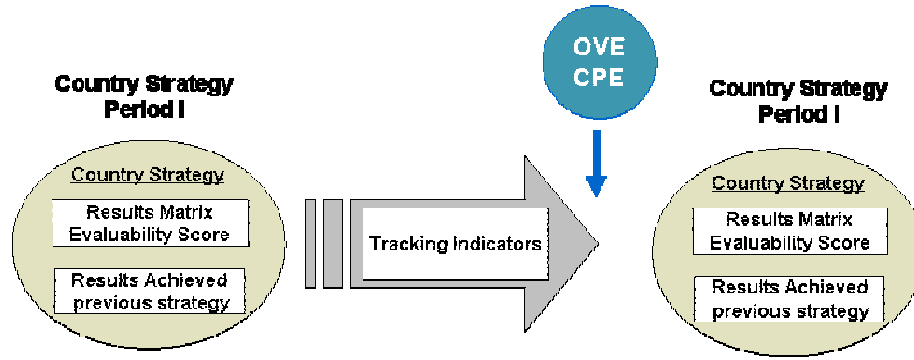 OVE
CPE
Country Strategy
Period I
Country Strategy
Results Matrix
Evaluability Score
Results Achieved
previous strategy
Tracking Indicators
Country Strategy
Period I
Country Strategy
Results Matrix
Evaluability Score
Results Achieved
previous strategy